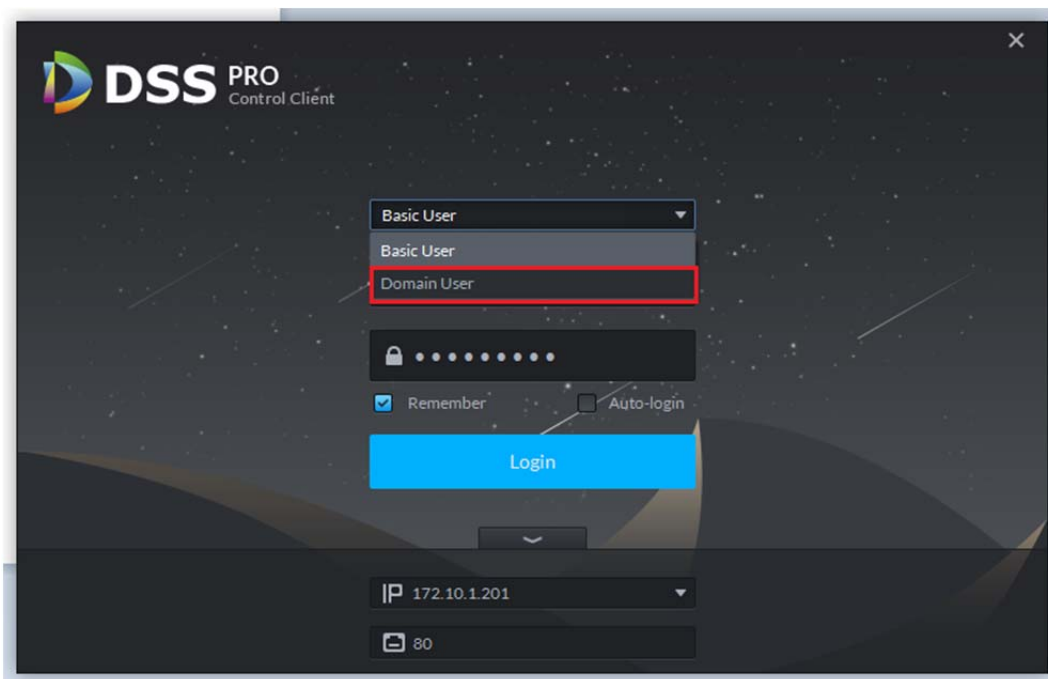 DSS PRO
Control Client
Basic User
Basic User
Domain User
Remember Auto-login
Login
IP 172.10.1.201
80